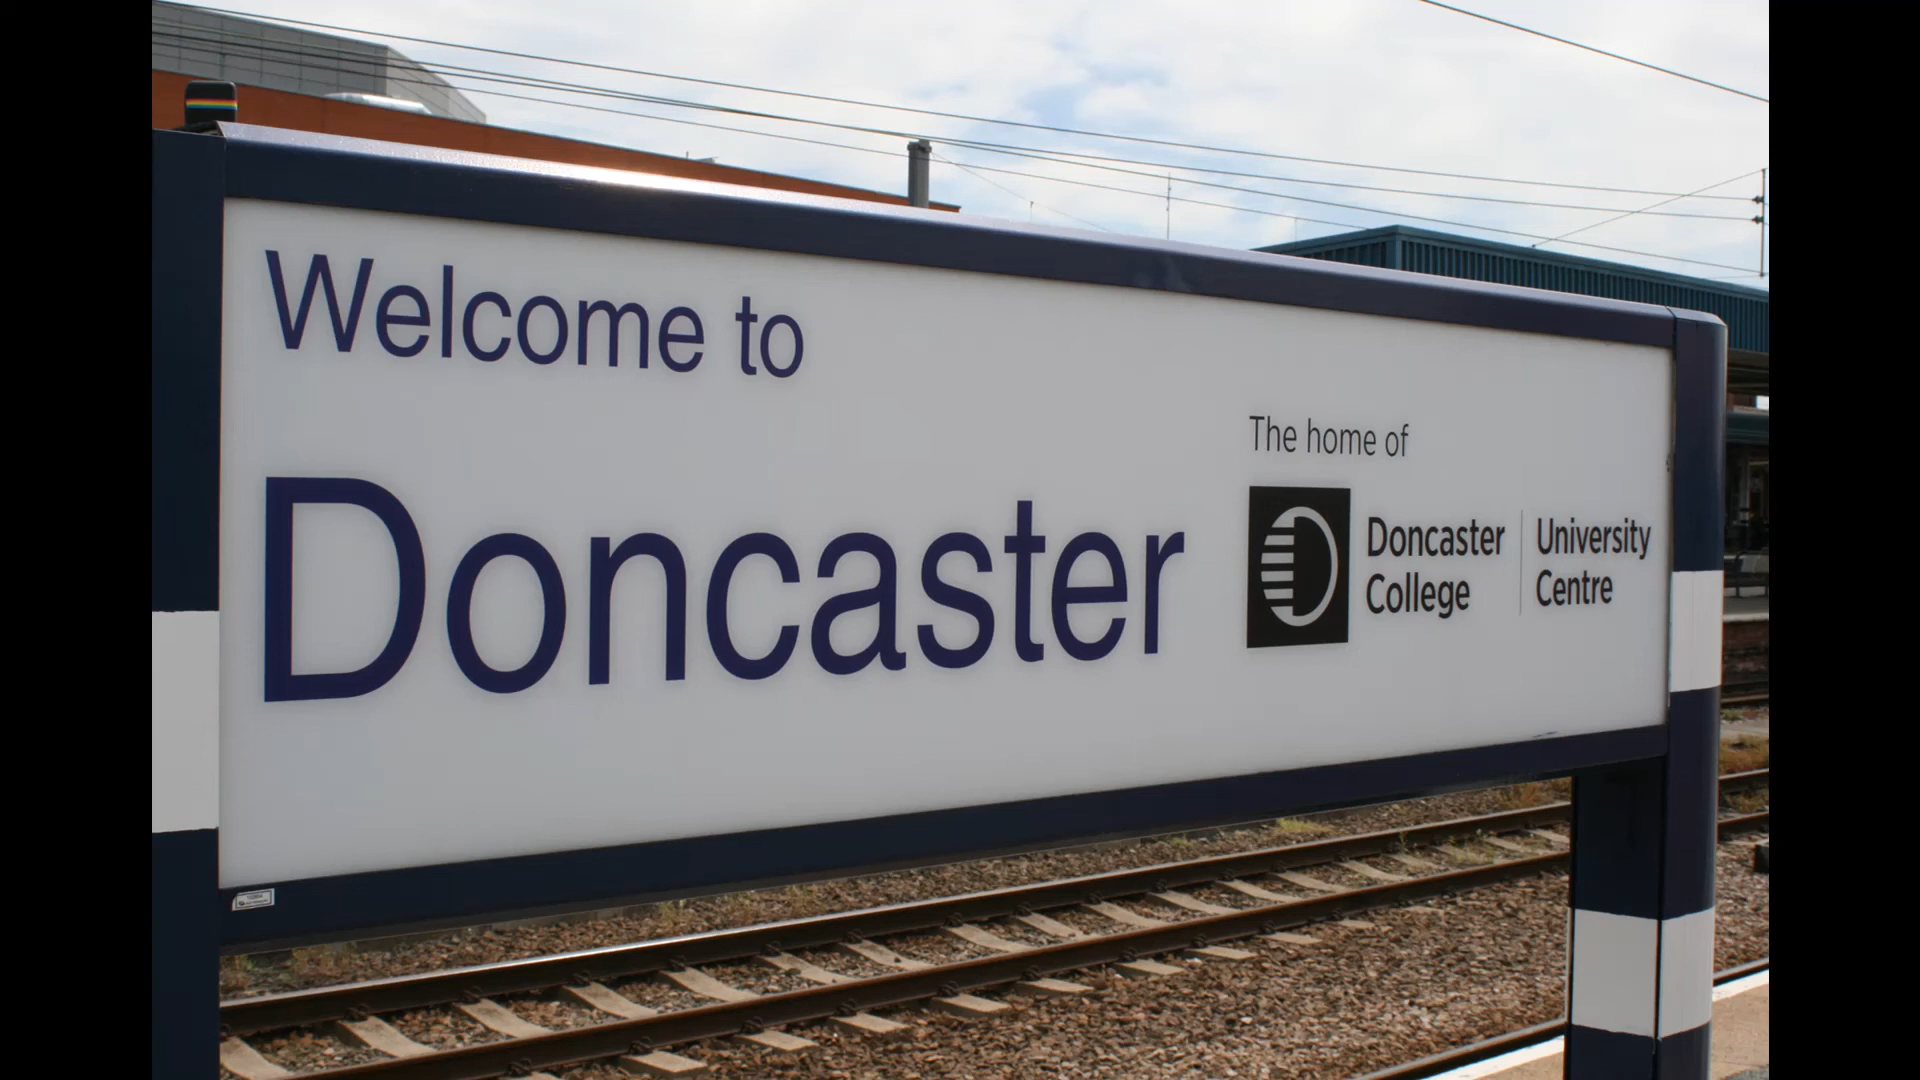 Welcome to
Doncaster
The home of
Doncaster College
University Centre